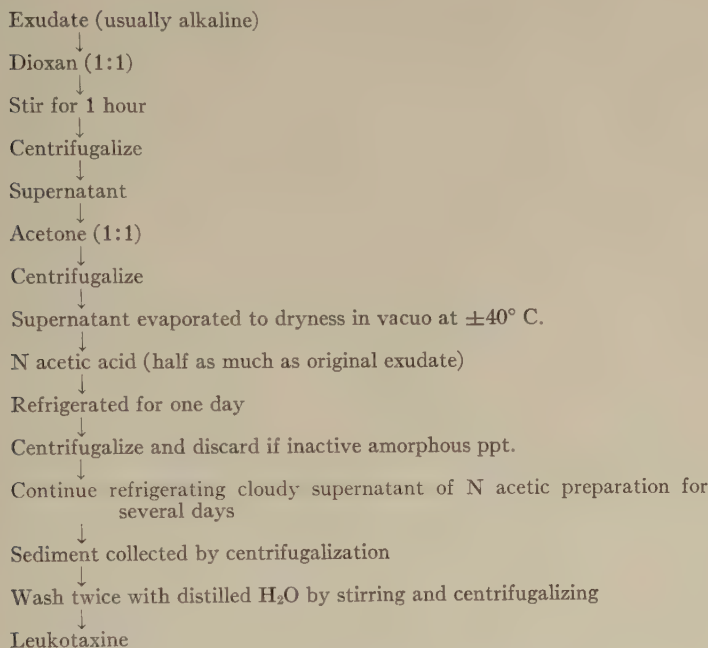 Exudate (usually alkaline)
↓
Dioxan (1:1)
↓
Stir for 1 hour
↓
Centrifugalize
↓
Supernatant
↓
Acetone (1:1)
↓
Centrifugalize
↓
Supernatant evaporated to dryness in vacuo at ±40° C.
↓
N acetic acid (half as much as original exudate)
↓
Refrigerated for one day
↓
Centrifugalize and discard if inactive amorphous ppt.
↓
Continue refrigerating cloudy supernatant of N acetic preparation for
several days
↓
Sediment collected by centrifugalization
↓
Wash twice with distilled H₂O by stirring and centrifugalizing
↓
Leukotaxine